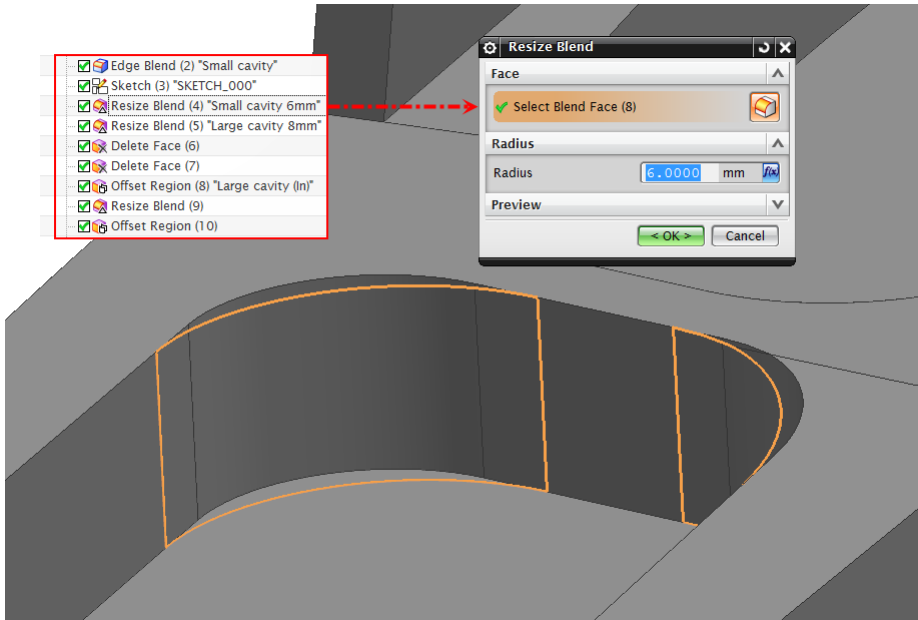 Edge Blend (2) "Small cavity"
Sketch (3) "SKETCH_000"
Resize Blend (4) "Small cavity 6mm"
Resize Blend (5) "Large cavity 8mm"
Delete Face (6)
Delete Face (7)
Offset Region (8) "Large cavity (In)"
Resize Blend (9)
Offset Region (10)
Resize Blend
Face
Select Blend Face (8)
Radius
Radius 6.0000 mm f(x)
Preview
< OK > Cancel